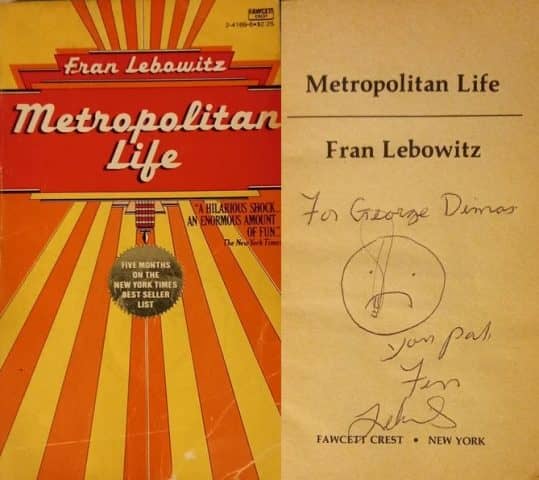 FAWCETT
CREST
2-4169-6•$2.25
Fran Lebowitz
Metropolitan
Life
"A HILARIOUS SHOCK...
AN ENORMOUS AMOUNT
OF FUN."
The New York Times
FIVE MONTHS
ON THE
NEW YORK TIMES
BEST SELLER
LIST
Metropolitan Life
Fran Lebowitz
For George Dimas
Your pal,
Fran
FAWCETT CREST • NEW YORK